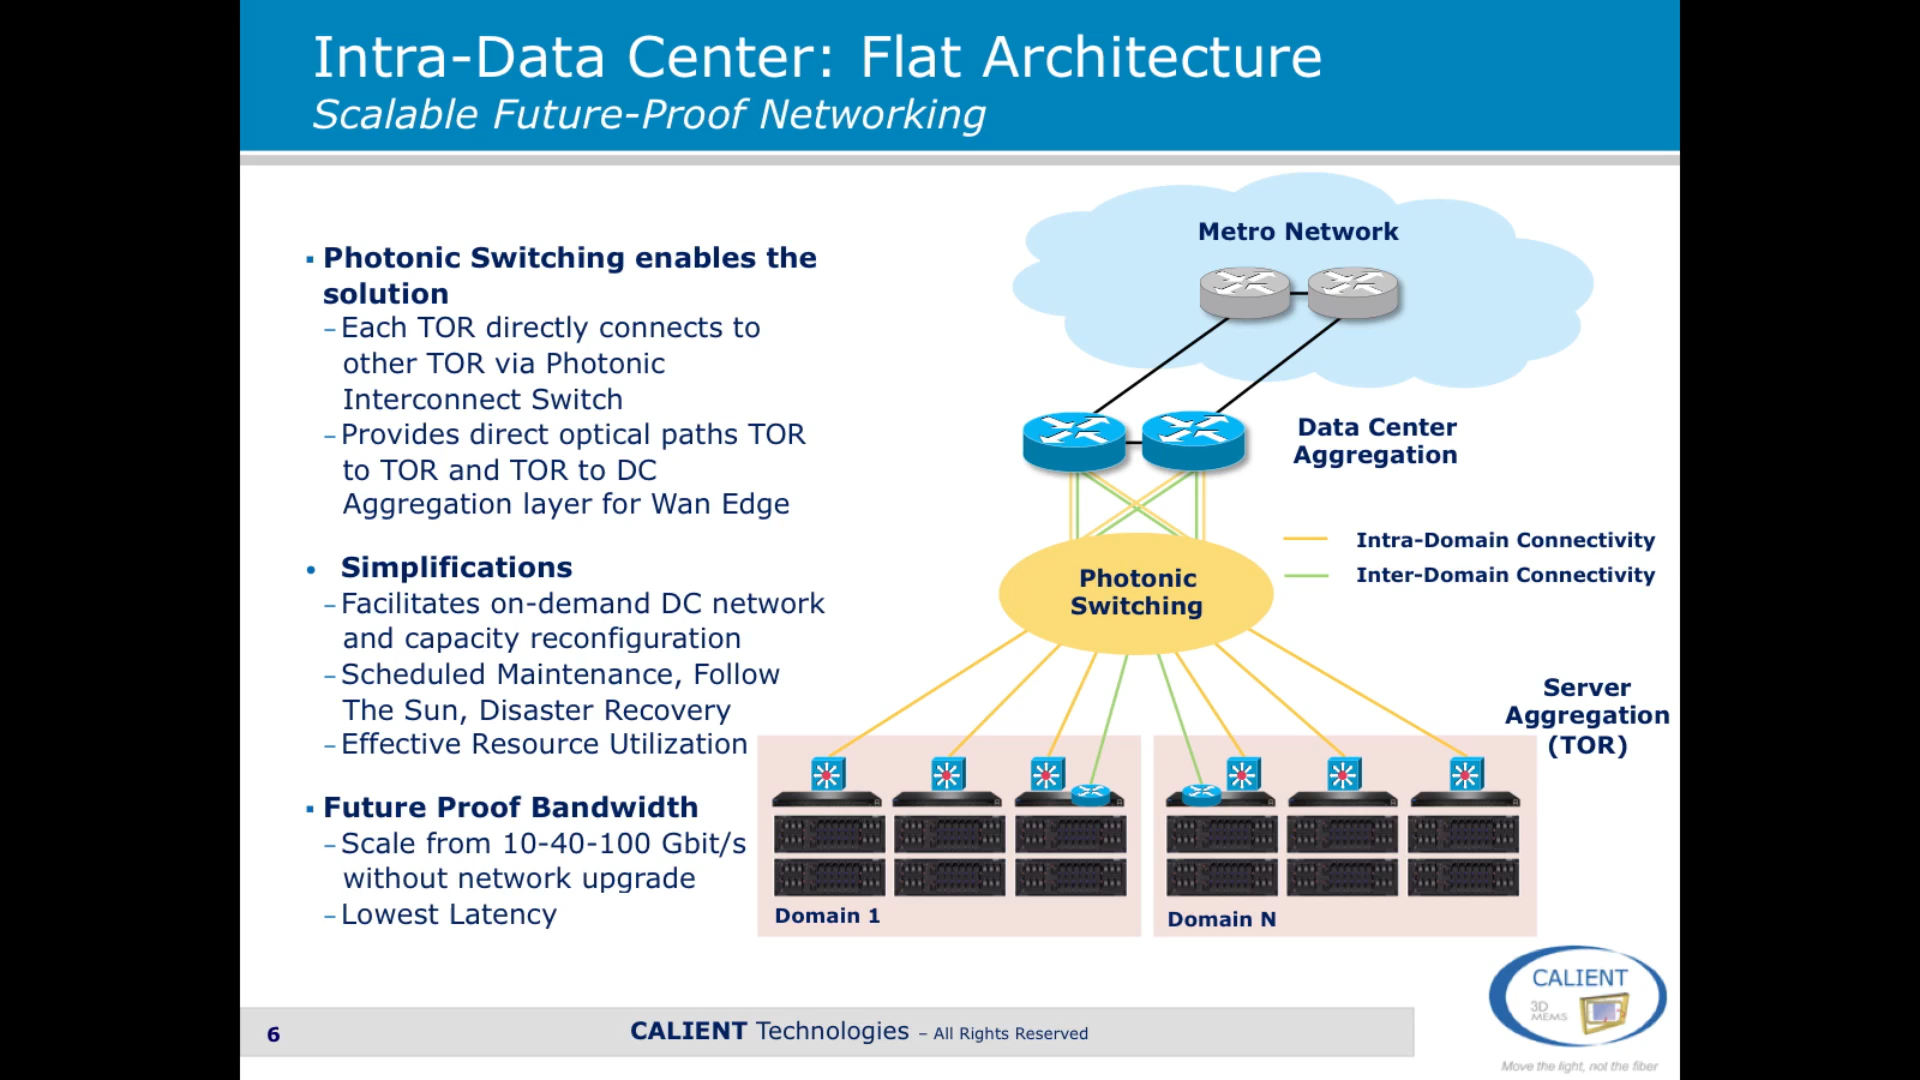 Intra-Data Center: Flat Architecture
Scalable Future-Proof Networking
▪ Photonic Switching enables the
solution
–Each TOR directly connects to
other TOR via Photonic
Interconnect Switch
–Provides direct optical paths TOR
to TOR and TOR to DC
Aggregation layer for Wan Edge
• Simplifications
–Facilitates on-demand DC network
and capacity reconfiguration
–Scheduled Maintenance, Follow
The Sun, Disaster Recovery
–Effective Resource Utilization
▪ Future Proof Bandwidth
–Scale from 10-40-100 Gbit/s
without network upgrade
–Lowest Latency
Metro Network
Data Center
Aggregation
Intra-Domain Connectivity
Inter-Domain Connectivity
Photonic
Switching
Server
Aggregation
(TOR)
Domain 1
Domain N
6
CALIENT Technologies – All Rights Reserved
CALIENT
3D
MEMS
Move the light, not the fiber